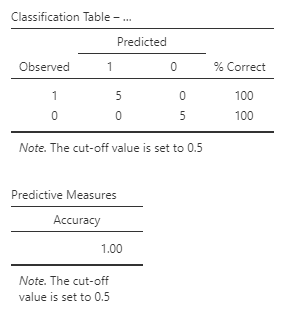 Classification Table – ...
Predicted
Observed 1 0 % Correct
1 5 0 100
0 0 5 100
Note. The cut-off value is set to 0.5
Predictive Measures
Accuracy
1.00
Note. The cut-off
value is set to 0.5